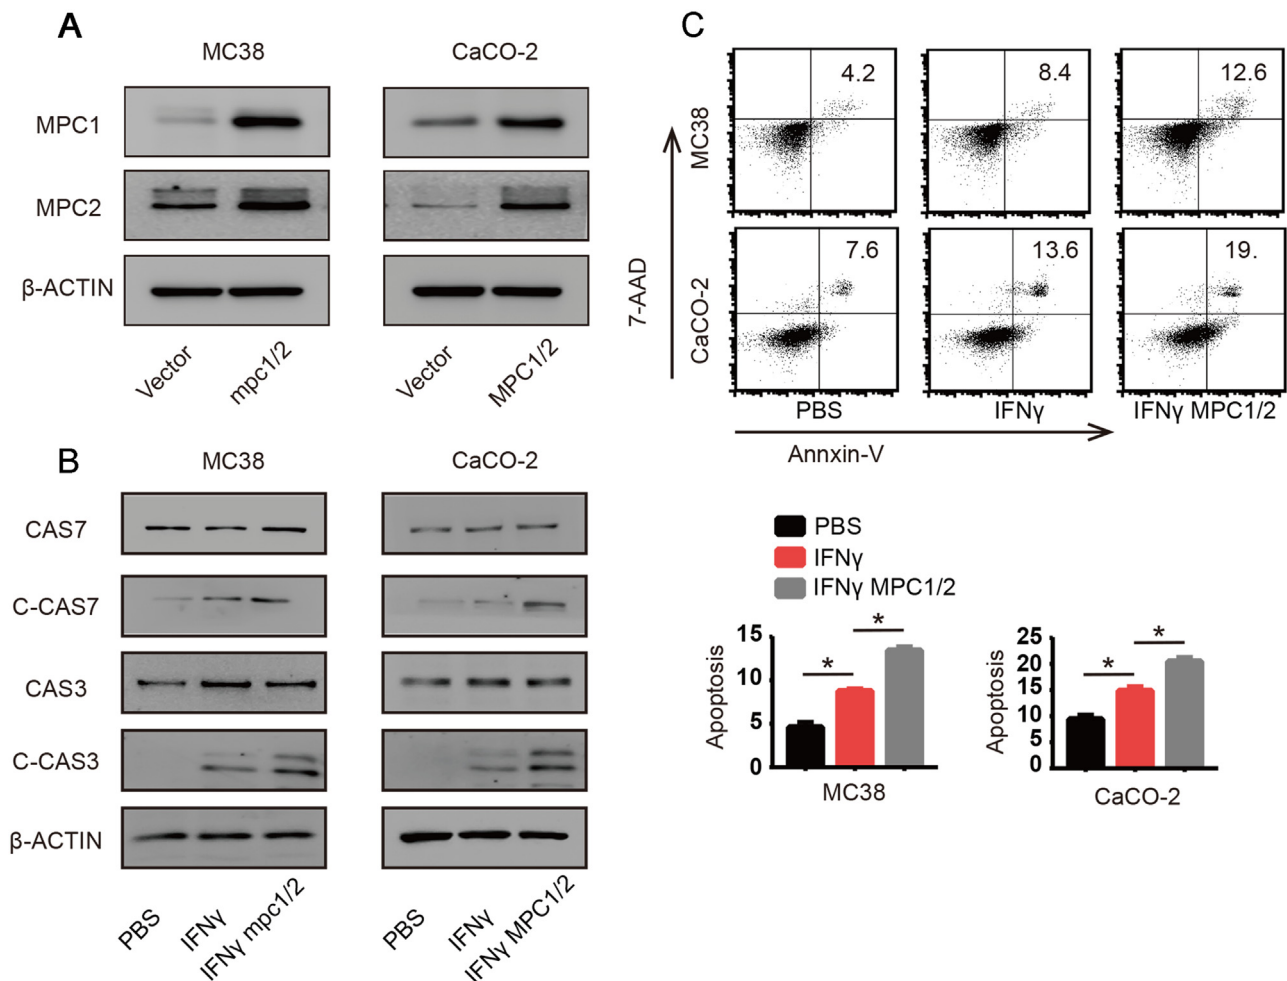 A
MC38
CaCO-2
MPC1
MPC2
β-ACTIN
Vector
mpc1/2
Vector
MPC1/2
B
MC38
CaCO-2
CAS7
C-CAS7
CAS3
C-CAS3
β-ACTIN
PBS
IFNγ
IFNγ mpc1/2
PBS
IFNγ
IFNγ MPC1/2
C
MC38
4.2
8.4
12.6
7-AAD
CaCO-2
7.6
13.6
19.
PBS
IFNγ
IFNγ MPC1/2
Annxin-V
PBS
IFNγ
IFNγ MPC1/2
Apoptosis
15
10
5
0
*
*
MC38
Apoptosis
25
20
15
10
5
0
*
*
CaCO-2